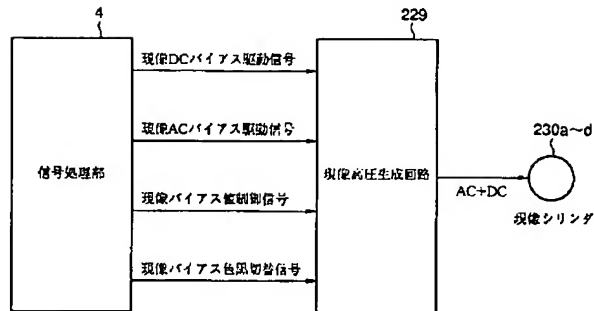 4
229
現像DCバイアス駆動信号
230a～d
現像ACバイアス駆動信号
信号処理部
現像高圧生成回路
AC+DC
現像シリンダ
現像バイアス値制御信号
現像バイアス色黒切替信号